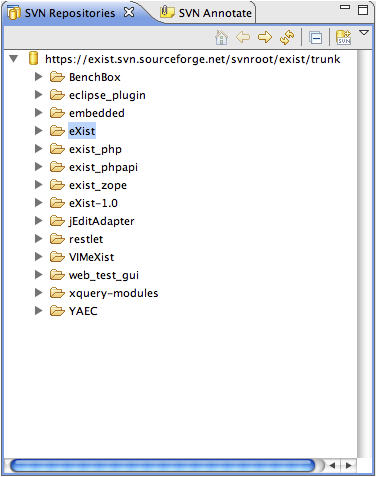 SVN Repositories SVN Annotate
SVN
https://exist.svn.sourceforge.net/svnroot/exist/trunk
BenchBox
eclipse_plugin
embedded
eXist
exist_php
exist_phpapi
exist_zope
eXist-1.0
jEditAdapter
restlet
VIMeXist
web_test_gui
xquery-modules
YAEC